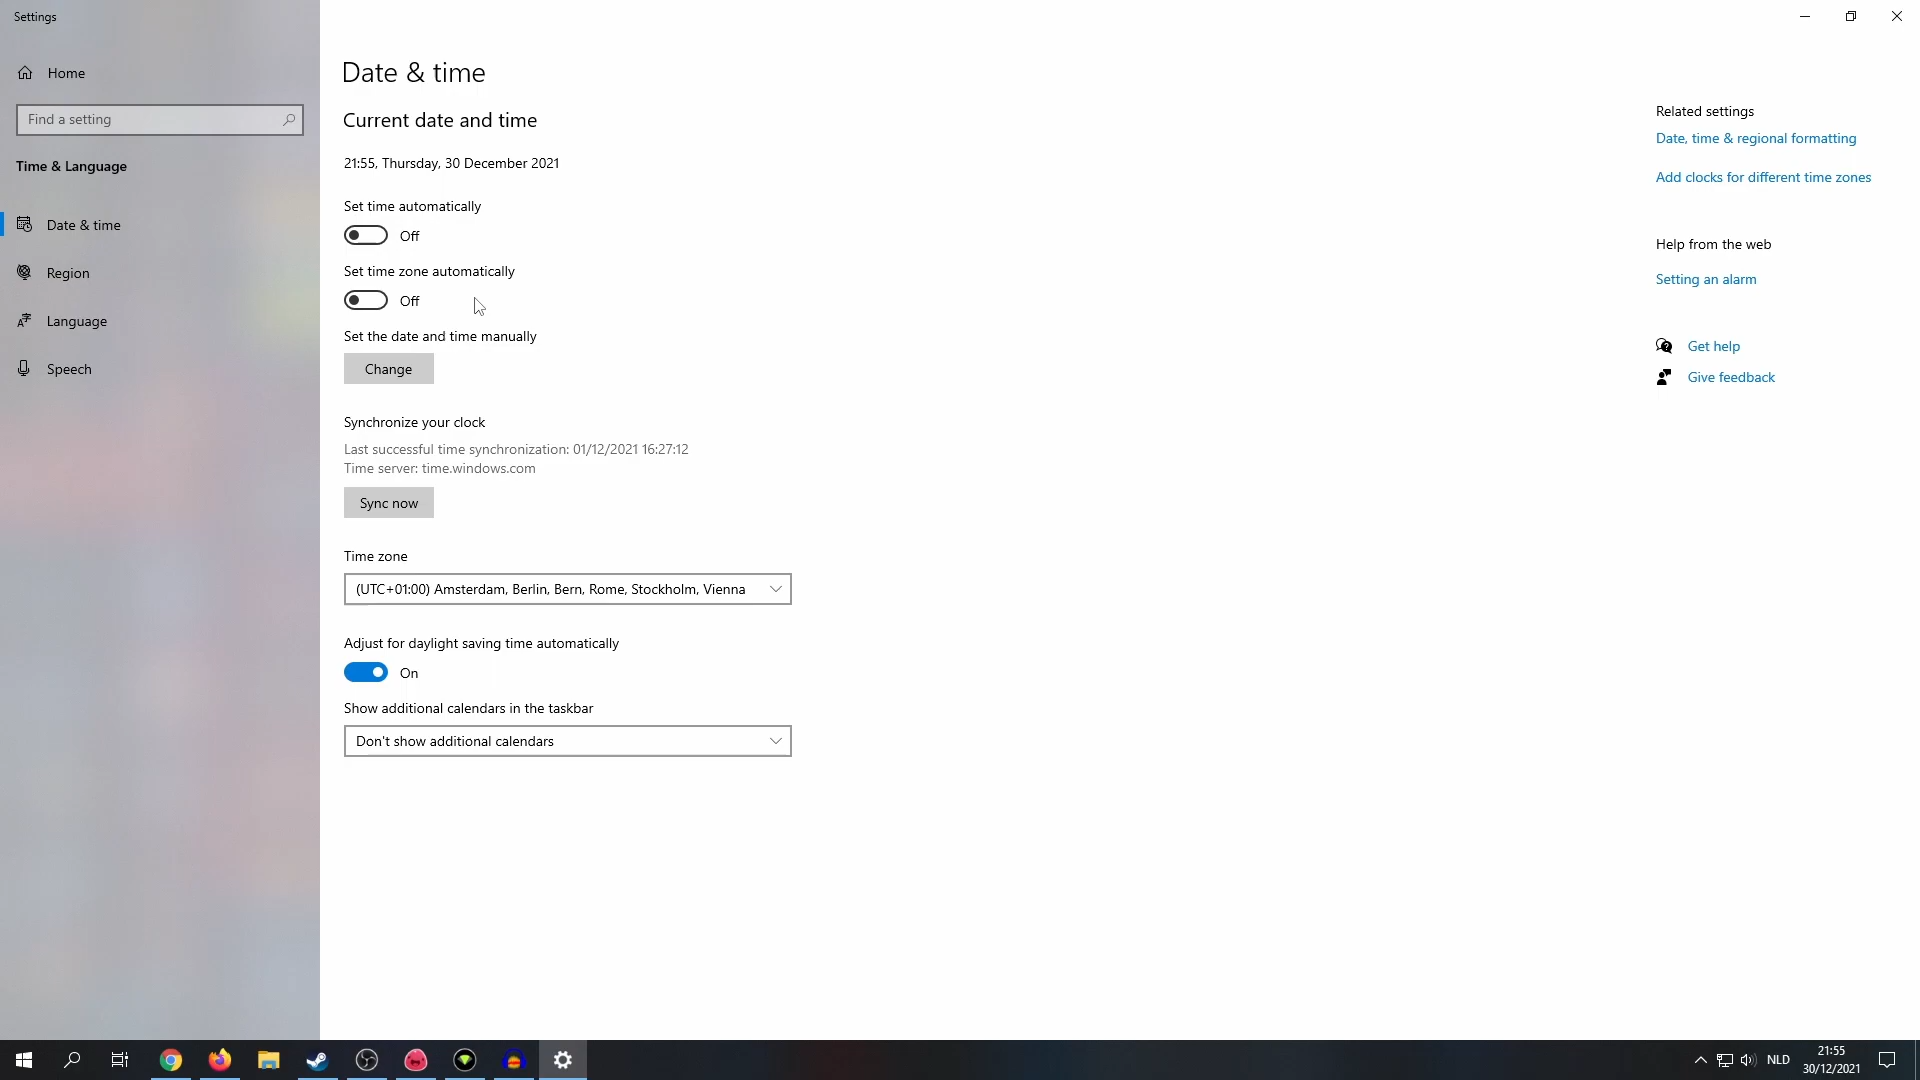 Settings
Home
Find a setting
Time & Language
Date & time
Region
Language
Speech
Date & time
Current date and time
21:55, Thursday, 30 December 2021
Set time automatically
Off
Set time zone automatically
Off
Set the date and time manually
Change
Synchronize your clock
Last successful time synchronization: 01/12/2021 16:27:12
Time server: time.windows.com
Sync now
Time zone
(UTC+01:00) Amsterdam, Berlin, Bern, Rome, Stockholm, Vienna
Adjust for daylight saving time automatically
On
Show additional calendars in the taskbar
Don't show additional calendars
Related settings
Date, time & regional formatting
Add clocks for different time zones
Help from the web
Setting an alarm
Get help
Give feedback
NLD
21:55
30/12/2021